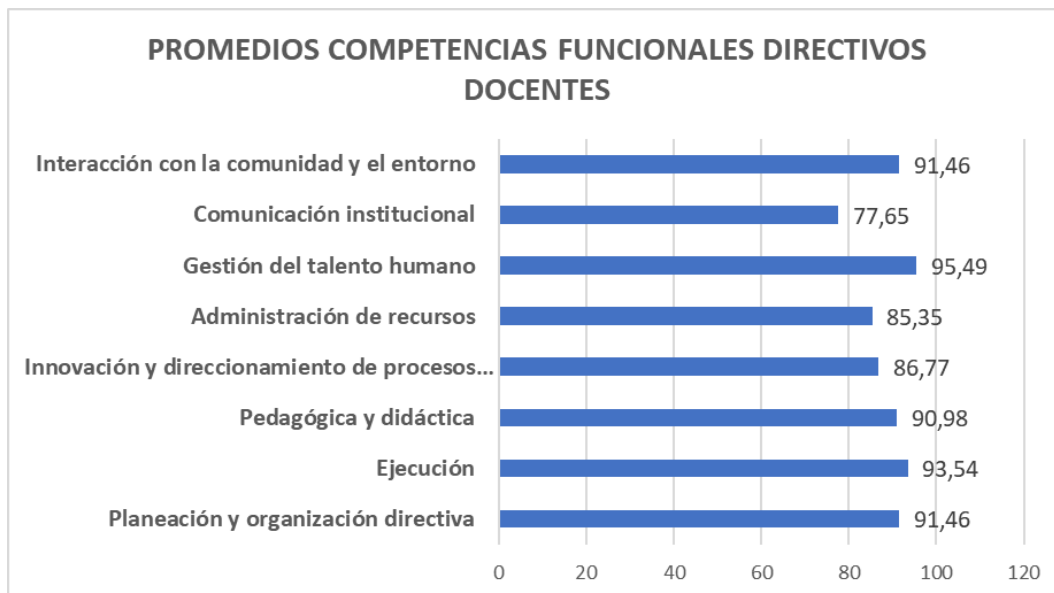 PROMEDIOS COMPETENCIAS FUNCIONALES DIRECTIVOS
DOCENTES
Interacción con la comunidad y el entorno 91,46
Comunicación institucional 77,65
Gestión del talento humano 95,49
Administración de recursos 85,35
Innovación y direccionamiento de procesos... 86,77
Pedagógica y didáctica 90,98
Ejecución 93,54
Planeación y organización directiva 91,46
0 20 40 60 80 100 120